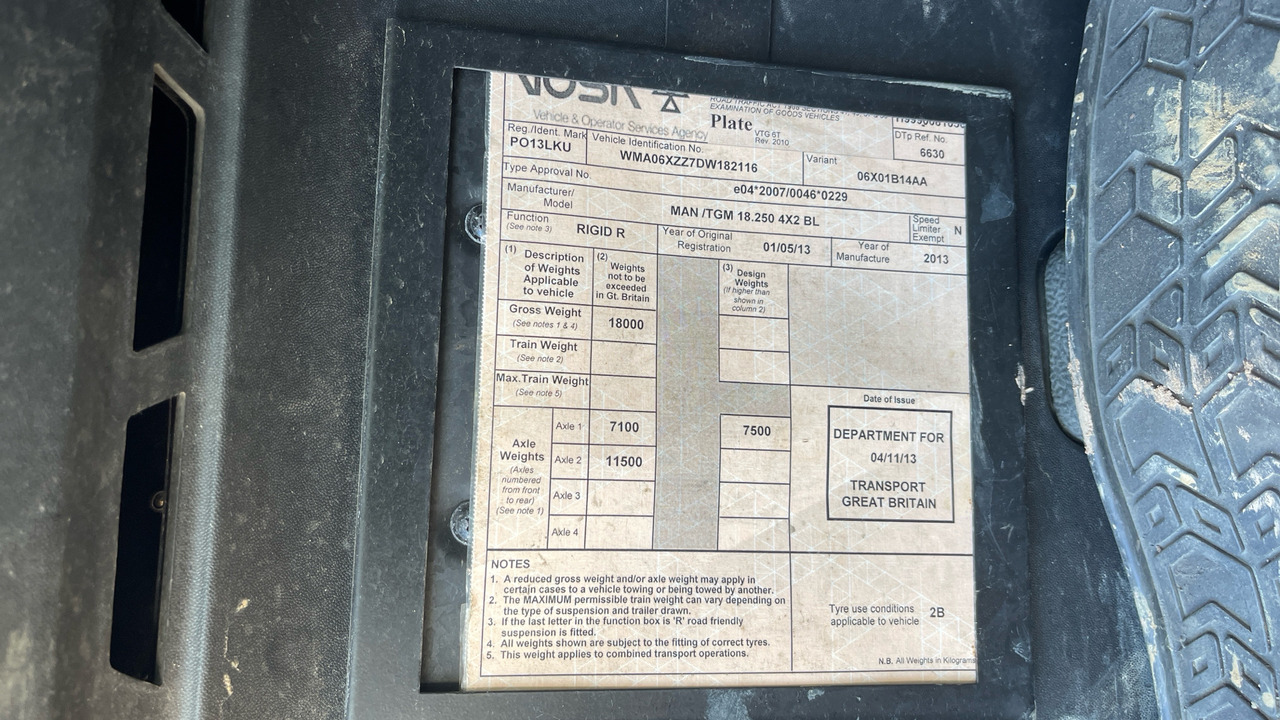 VOSA
Vehicle & Operator Services Agency
EXAMINATION OF GOODS VEHICLES
Plate VTG 6T
Rev. 2010
DTp Ref. No.
6630
Reg./Ident. Mark
PO13LKU
Vehicle Identification No.
WMA06XZZ7DW182116
Variant
06X01B14AA
Type Approval No.
e04*2007/0046*0229
Manufacturer/
Model
MAN /TGM 18.250 4X2 BL
Speed
Limiter
Exempt
N
Function
(See note 3)
RIGID R
Year of Original
Registration
01/05/13
Year of
Manufacture
2013
(1) Description
of Weights
Applicable
to vehicle
(2)
Weights
not to be
exceeded
in Gt. Britain
(3) Design
Weights
(If higher than
shown in
column 2)
Gross Weight
(See notes 1 & 4)
18000
Train Weight
(See note 2)
Max.Train Weight
(See note 5)
Axle
Weights
(Axles
numbered
from front
to rear)
(See note 1)
Axle 1 7100 7500
Axle 2 11500
Axle 3
Axle 4
Date of Issue
DEPARTMENT FOR
04/11/13
TRANSPORT
GREAT BRITAIN
NOTES
1. A reduced gross weight and/or axle weight may apply in
certain cases to a vehicle towing or being towed by another.
2. The MAXIMUM permissible train weight can vary depending on
the type of suspension and trailer drawn.
3. If the last letter in the function box is 'R' road friendly
suspension is fitted.
4. All weights shown are subject to the fitting of correct tyres.
5. This weight applies to combined transport operations.
Tyre use conditions
applicable to vehicle
2B
N.B. All Weights in Kilograms